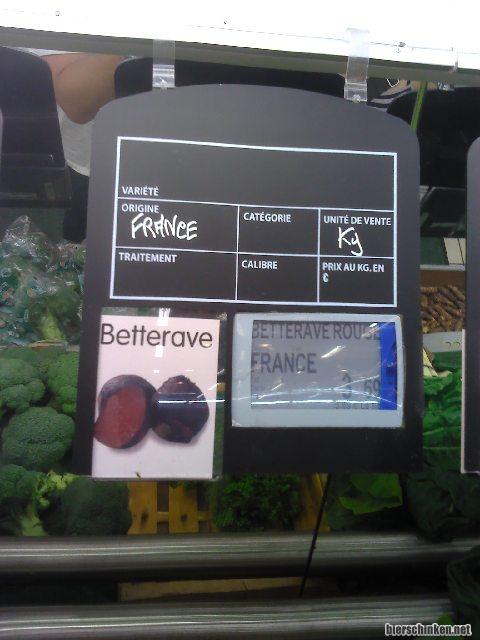 VARIÉTÉ
ORIGINE
FRANCE
CATÉGORIE
UNITÉ DE VENTE
Kg
TRAITEMENT
CALIBRE
PRIX AU KG. EN
€
Betterave
BETTERAVE ROUGE
FRANCE
bierschinken.net